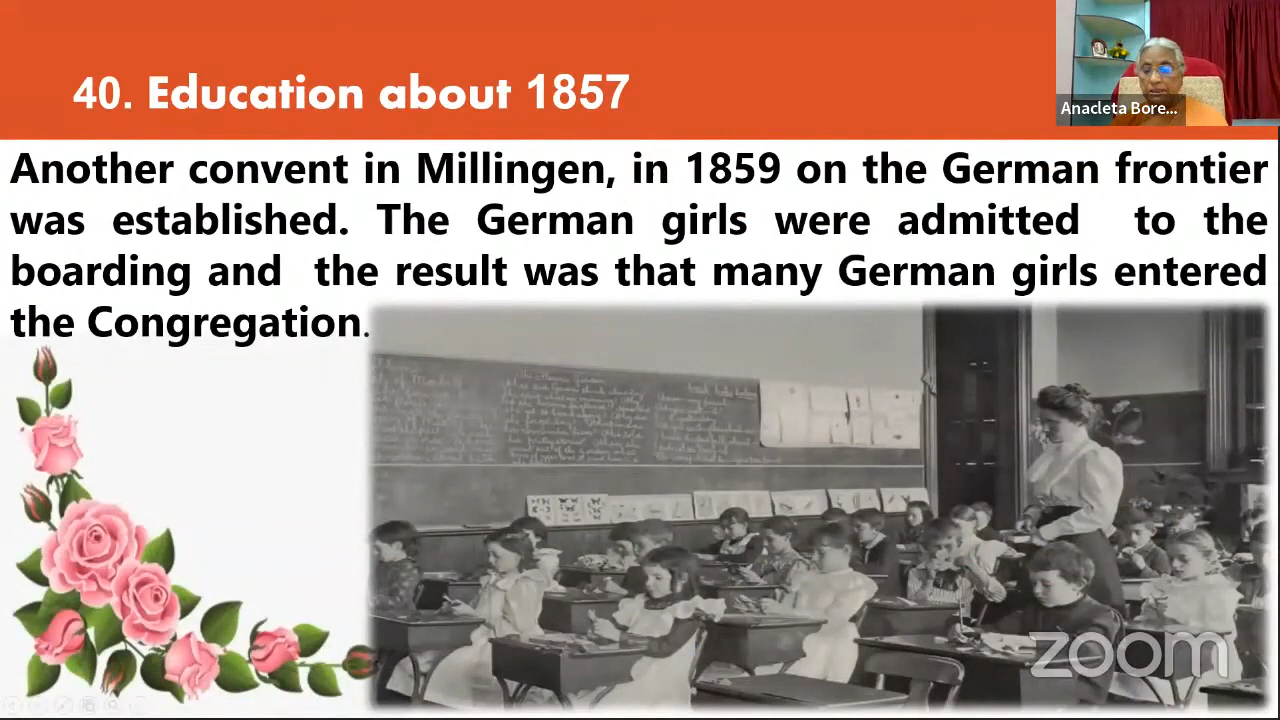 40. Education about 1857
Anacleta Bore...
Another convent in Millingen, in 1859 on the German frontier
was established. The German girls were admitted to the
boarding and the result was that many German girls entered
the Congregation.
zoom